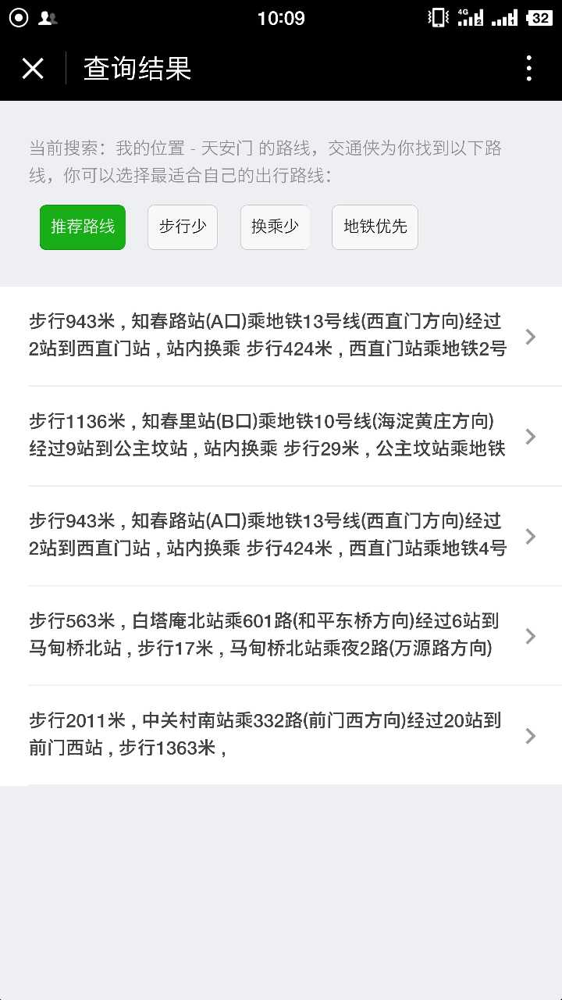 10:09
4G
2
1
32
查询结果
当前搜索：我的位置 - 天安门 的路线，交通侠为你找到以下路
线，你可以选择最适合自己的出行路线：
推荐路线 步行少 换乘少 地铁优先
步行943米 , 知春路站(A口)乘地铁13号线(西直门方向)经过
2站到西直门站 , 站内换乘 步行424米 , 西直门站乘地铁2号
步行1136米 , 知春里站(B口)乘地铁10号线(海淀黄庄方向)
经过9站到公主坟站 , 站内换乘 步行29米 , 公主坟站乘地铁
步行943米 , 知春路站(A口)乘地铁13号线(西直门方向)经过
2站到西直门站 , 站内换乘 步行424米 , 西直门站乘地铁4号
步行563米 , 白塔庵北站乘601路(和平东桥方向)经过6站到
马甸桥北站 , 步行17米 , 马甸桥北站乘夜2路(万源路方向)
步行2011米 , 中关村南站乘332路(前门西方向)经过20站到
前门西站 , 步行1363米 ,